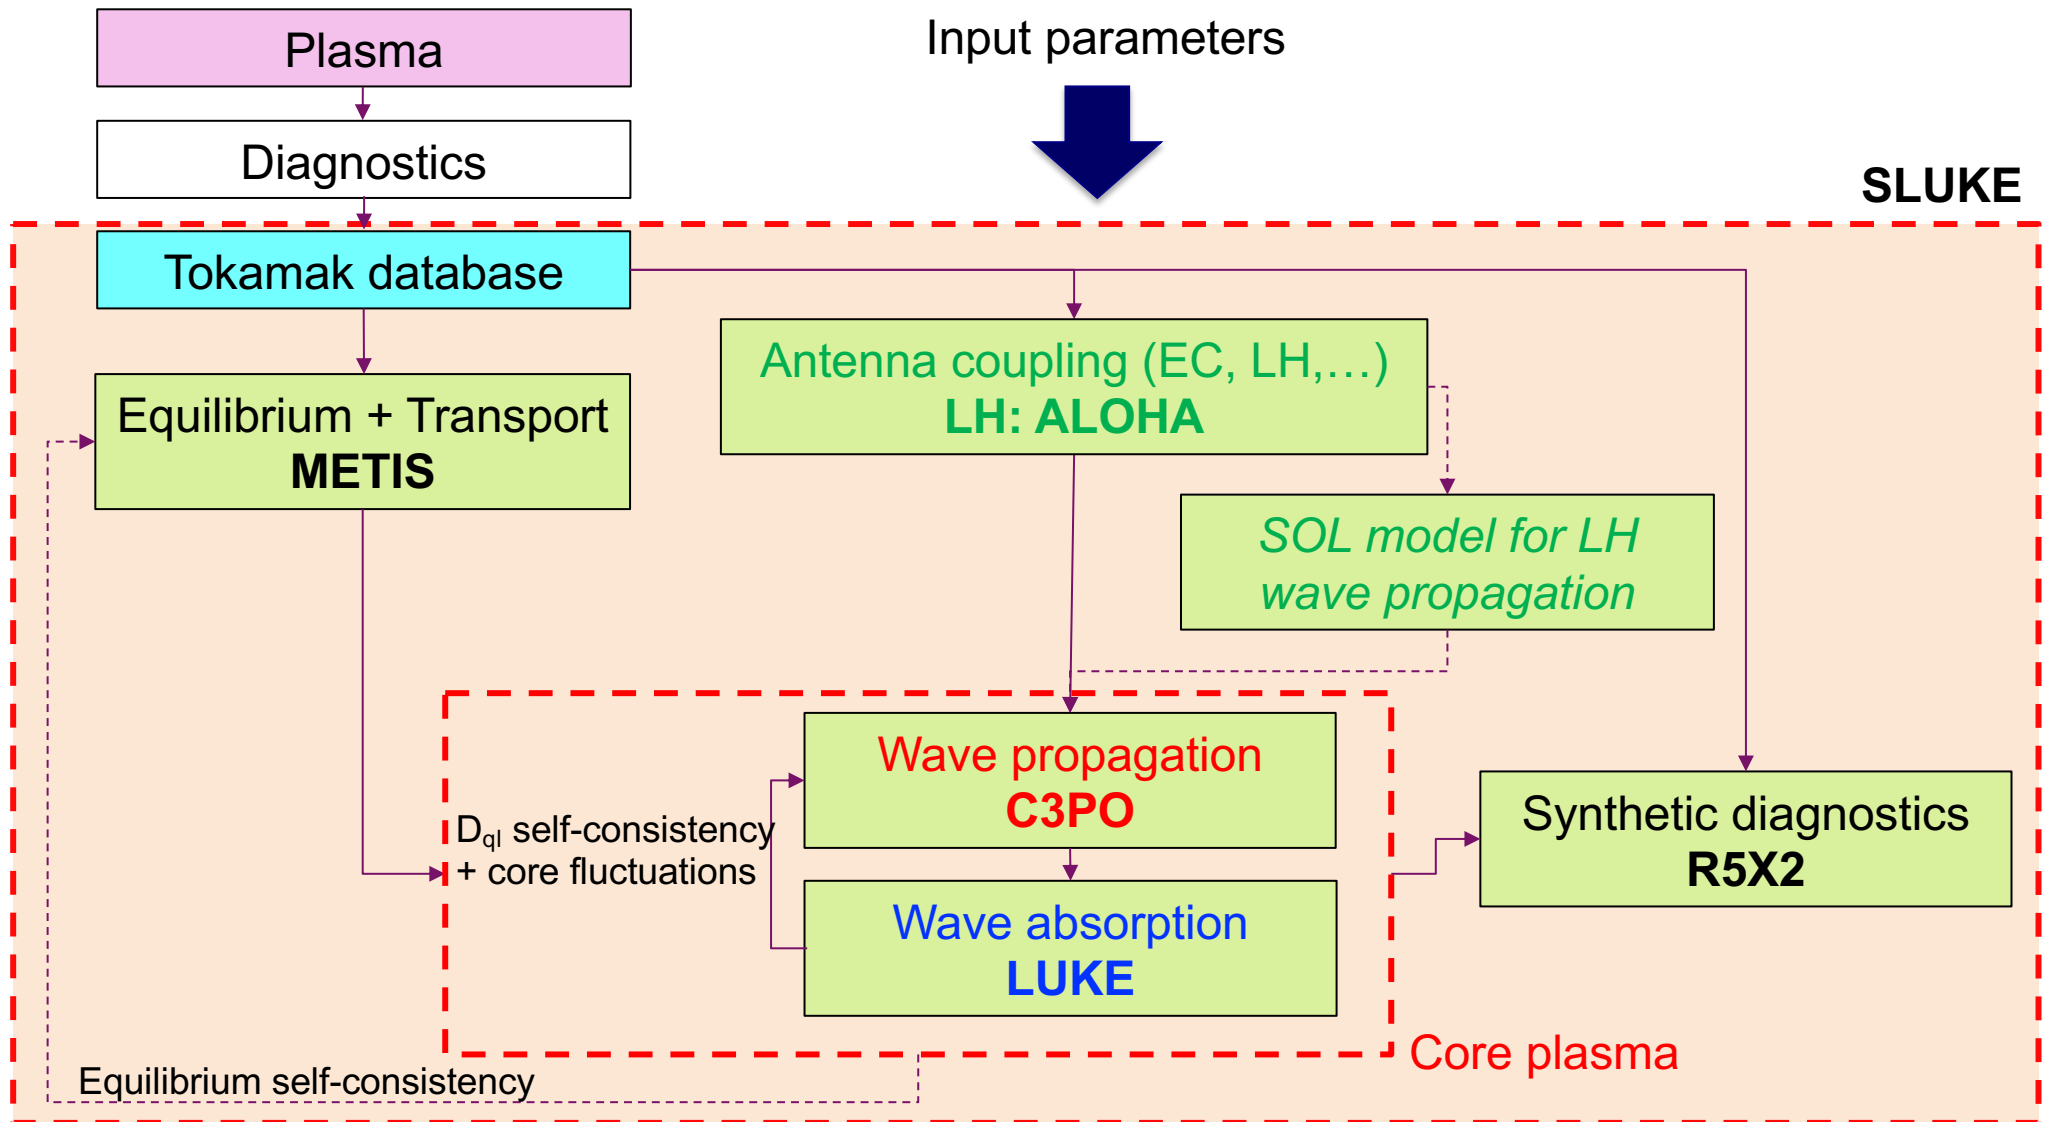 Plasma
Input parameters
Diagnostics
SLUKE
Tokamak database
Antenna coupling (EC, LH,…)
LH: ALOHA
Equilibrium + Transport
METIS
SOL model for LH
wave propagation
Wave propagation
C3PO
Dql self-consistency
+ core fluctuations
Synthetic diagnostics
R5X2
Wave absorption
LUKE
Core plasma
Equilibrium self-consistency